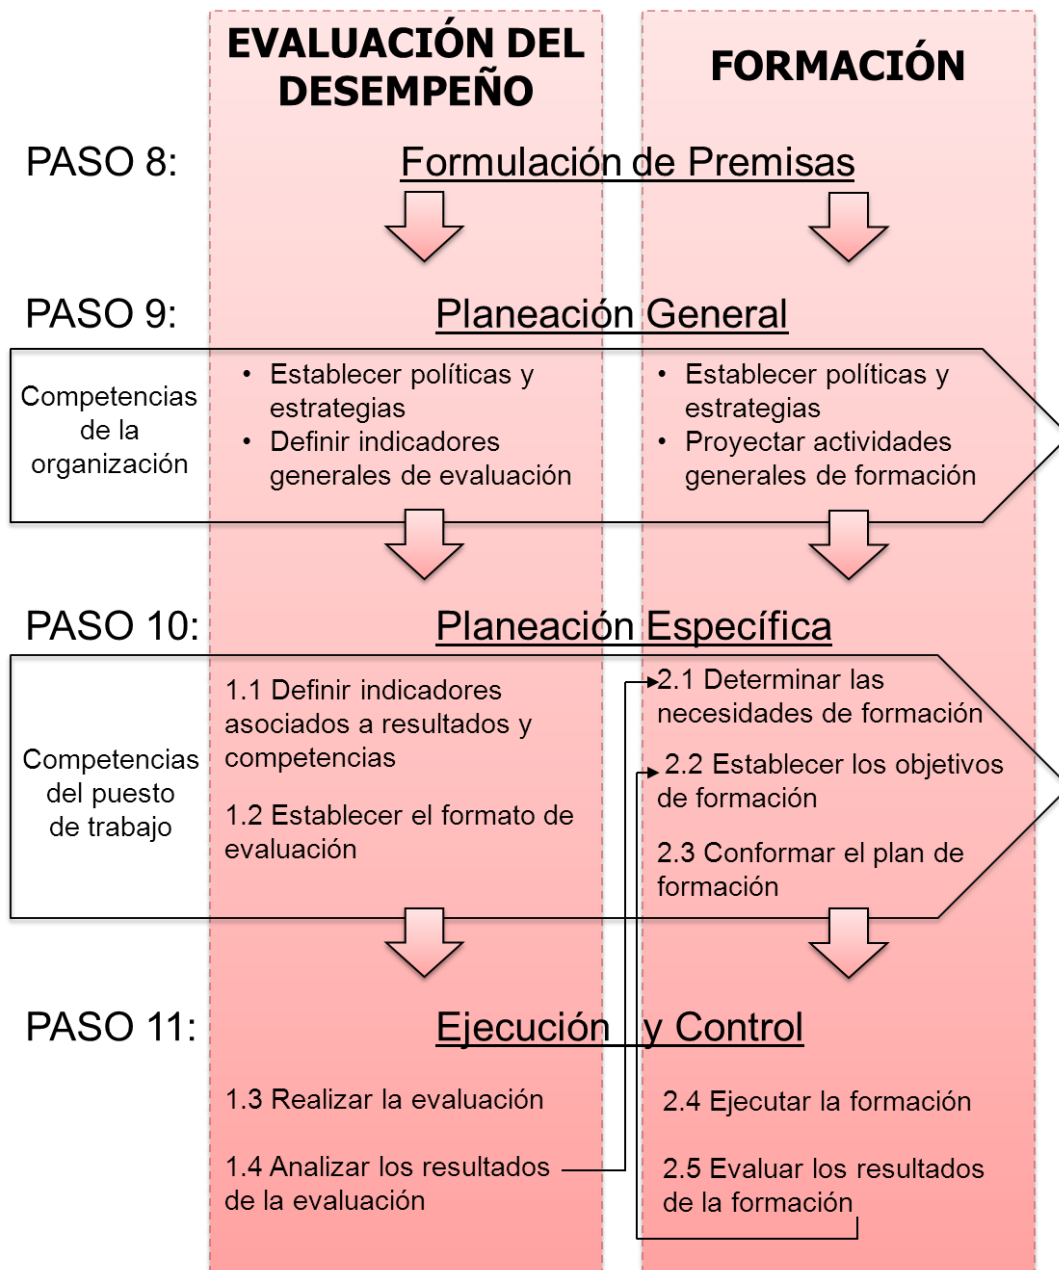 EVALUACIÓN DEL
DESEMPEÑO
FORMACIÓN
PASO 8:
Formulación de Premisas
PASO 9:
Planeación General
Competencias
de la
organización
• Establecer políticas y
estrategias
• Definir indicadores
generales de evaluación
• Establecer políticas y
estrategias
• Proyectar actividades
generales de formación
PASO 10:
Planeación Específica
Competencias
del puesto
de trabajo
1.1 Definir indicadores
asociados a resultados y
competencias
1.2 Establecer el formato de
evaluación
2.1 Determinar las
necesidades de formación
2.2 Establecer los objetivos
de formación
2.3 Conformar el plan de
formación
PASO 11:
Ejecución y Control
1.3 Realizar la evaluación
1.4 Analizar los resultados
de la evaluación
2.4 Ejecutar la formación
2.5 Evaluar los resultados
de la formación